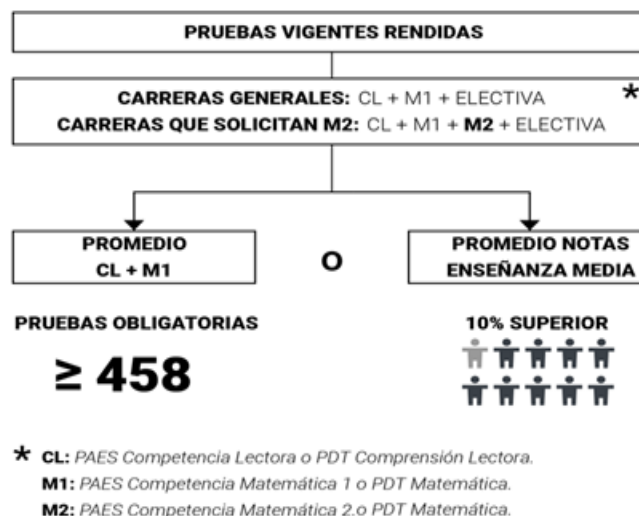 PRUEBAS VIGENTES RENDIDAS
CARRERAS GENERALES: CL + M1 + ELECTIVA *
CARRERAS QUE SOLICITAN M2: CL + M1 + M2 + ELECTIVA
PROMEDIO
CL + M1
O
PROMEDIO NOTAS
ENSEÑANZA MEDIA
PRUEBAS OBLIGATORIAS
≥ 458
10% SUPERIOR
* CL: PAES Competencia Lectora o PDT Comprensión Lectora.
M1: PAES Competencia Matemática 1 o PDT Matemática.
M2: PAES Competencia Matemática 2.o PDT Matemática.